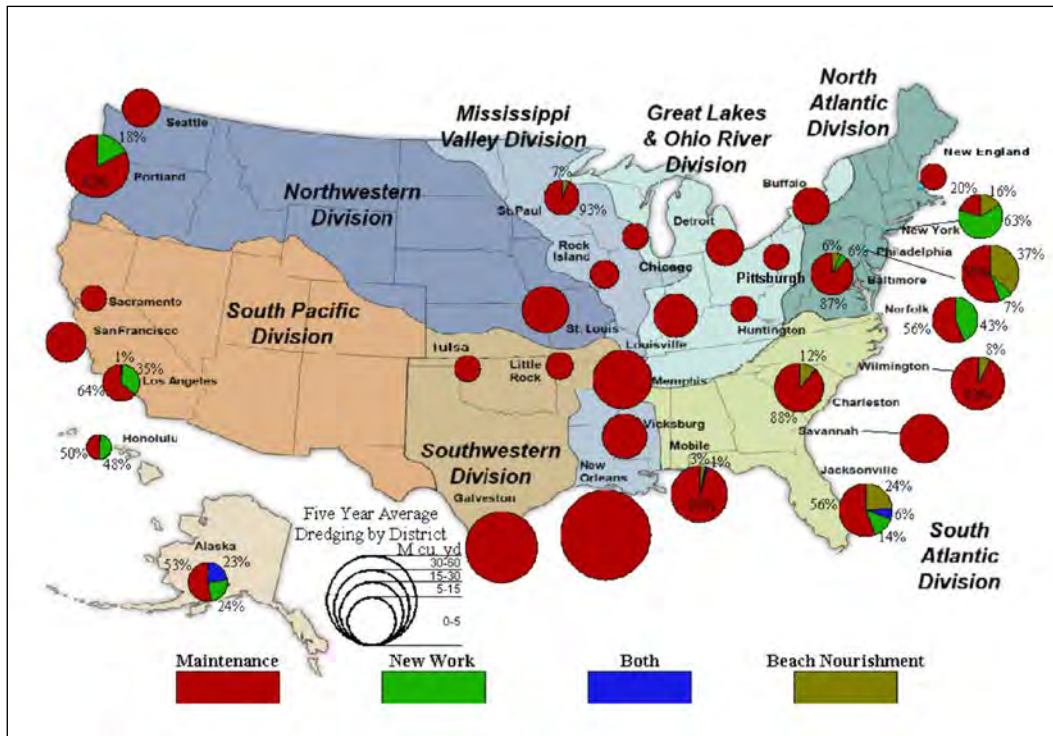 North
Atlantic
Division
Mississippi
Valley Division
Great Lakes
& Ohio River
Division
Seattle
18%
Portland
Northwestern
Division
7%
St. Paul
93%
Rock
Island
Chicago
Detroit
Buffalo
New England
20%
16%
New York
63%
Philadelphia
37%
7%
6%
6%
Pittsburgh
Baltimore
87%
Norfolk
56%
43%
Huntington
Louisville
St. Louis
Sacramento
SanFrancisco
South Pacific
Division
1%
35%
Los Angeles
64%
Tulsa
Little
Rock
Memphis
12%
88%
Charleston
Wilmington
8%
Savannah
Honolulu
50%
48%
Southwestern
Division
Galveston
Vicksburg
New
Orleans
Mobile
3%
1%
Jacksonville
56%
24%
6%
14%
South
Atlantic
Division
Alaska
53%
23%
24%
Five Year Average
Dredging by District
M cu. yd
30-60
15-30
5-15
0-5
Maintenance
New Work
Both
Beach Nourishment